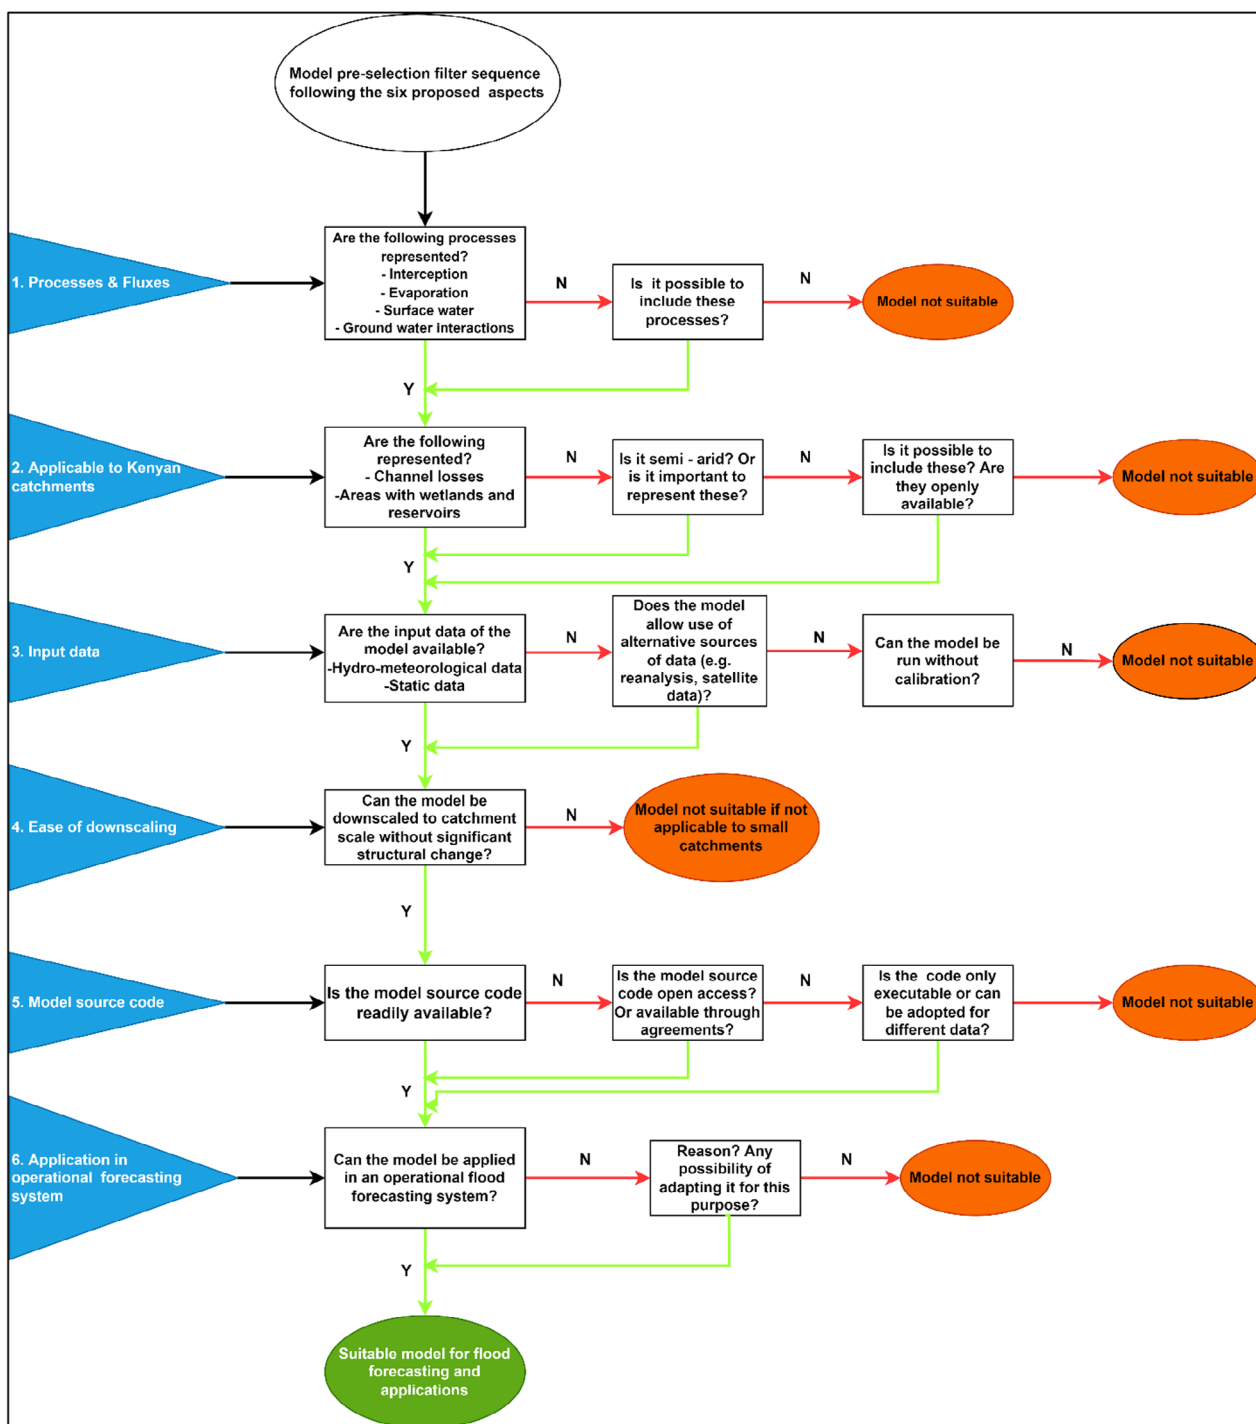 Model pre-selection filter sequence
following the six proposed aspects
1. Processes & Fluxes
Are the following processes
represented?
- Interception
- Evaporation
- Surface water
- Ground water interactions
N
Is it possible to
include these
processes?
N
Model not suitable
Y
2. Applicable to Kenyan
catchments
Are the following
represented?
- Channel losses
-Areas with wetlands and
reservoirs
N
Is it semi - arid? Or
is it important to
represent these?
N
Is it possible to
include these? Are
they openly
available?
Model not suitable
Y
3. Input data
Are the input data of the
model available?
-Hydro-meteorological data
-Static data
N
Does the model
allow use of
alternative sources
of data (e.g.
reanalysis, satellite
data)?
N
Can the model be
run without
calibration?
N
Model not suitable
Y
4. Ease of downscaling
Can the model be
downscaled to catchment
scale without significant
structural change?
N
Model not suitable if not
applicable to small
catchments
Y
5. Model source code
Is the model source code
readily available?
N
Is the model source
code open access?
Or available through
agreements?
N
Is the code only
executable or can
be adopted for
different data?
Model not suitable
Y
6. Application in
operational forecasting
system
Can the model be applied
in an operational flood
forecasting system?
N
Reason? Any
possibility of
adapting it for this
purpose?
N
Model not suitable
Y
Suitable model for flood
forecasting and
applications